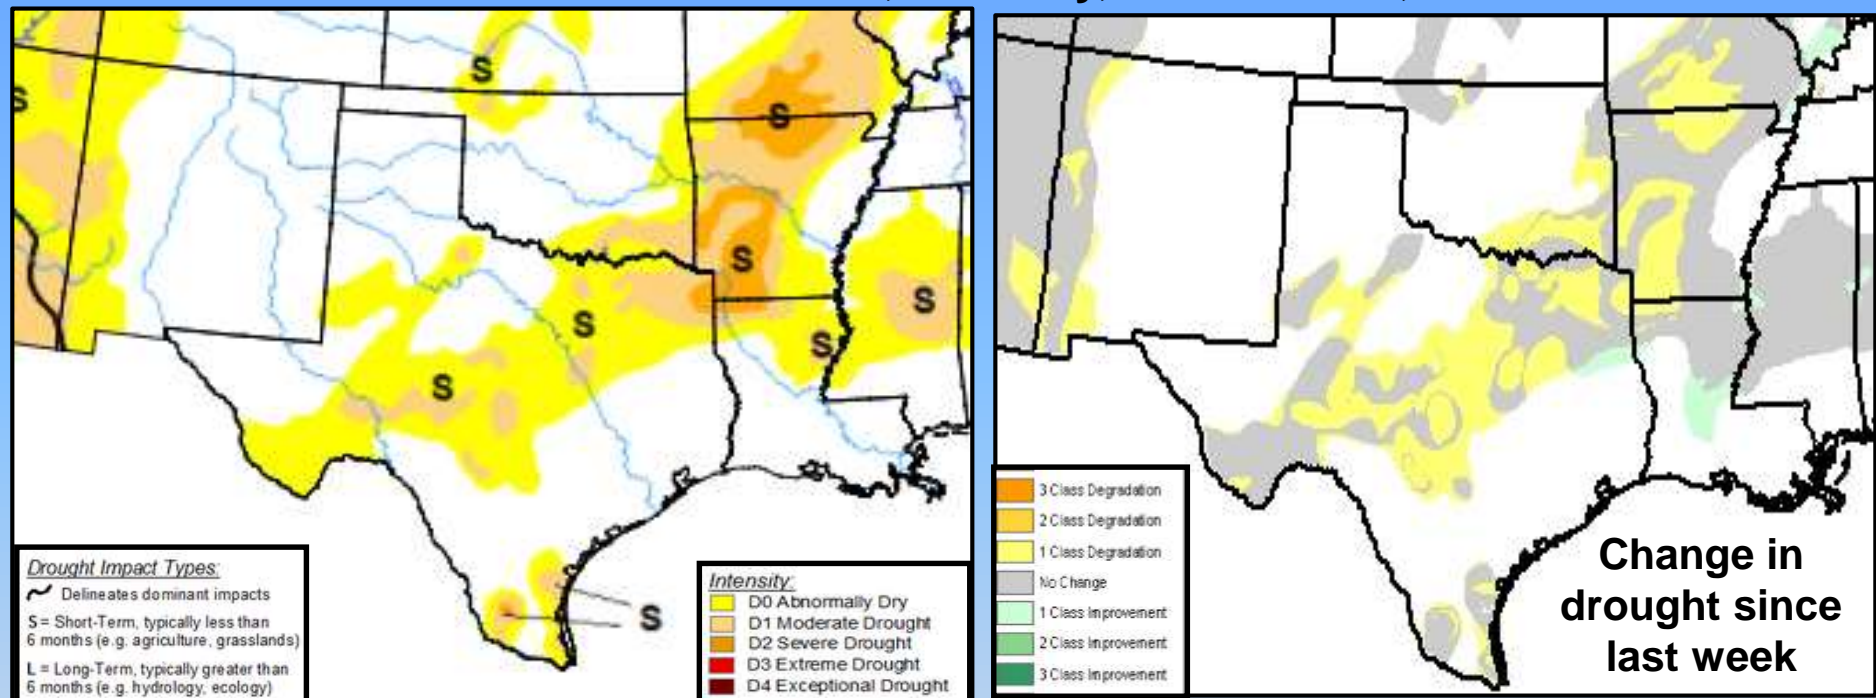 S
S
S
S
S
S
S
S
S
Drought Impact Types:
Delineates dominant impacts
S = Short-Term, typically less than
6 months (e.g. agriculture, grasslands)
L = Long-Term, typically greater than
6 months (e.g. hydrology, ecology)
Intensity:
D0 Abnormally Dry
D1 Moderate Drought
D2 Severe Drought
D3 Extreme Drought
D4 Exceptional Drought
3 Class Degradation
2 Class Degradation
1 Class Degradation
No Change
1 Class Improvement
2 Class Improvement
3 Class Improvement
Change in
drought since
last week